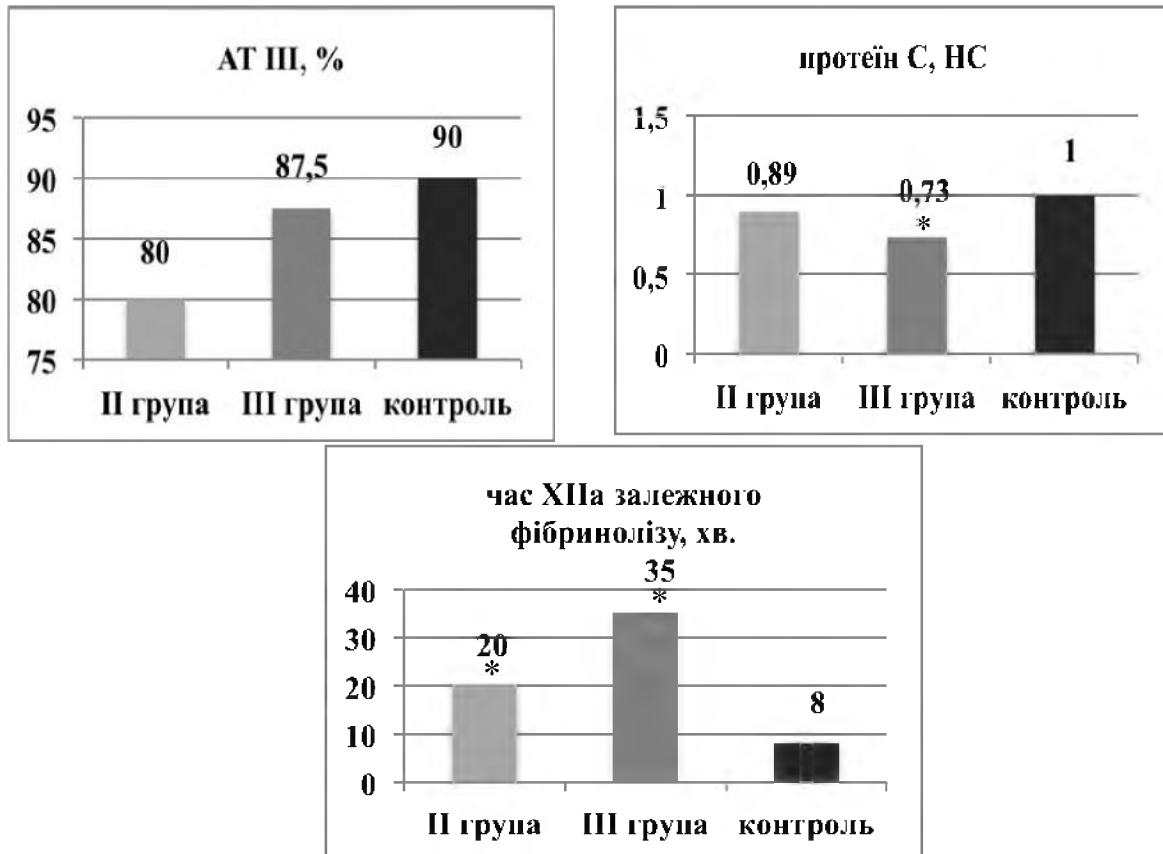 АТ III, %
95
90
85
80
75
80
87,5
90
II група
III група
контроль
протеїн С, НС
1,5
1
0,5
0
0,89
0,73
*
1
II група
III група
контроль
час XIIа залежного
фібринолізу, хв.
40
30
20
10
0
20
*
35
*
8
II група
III група
контроль